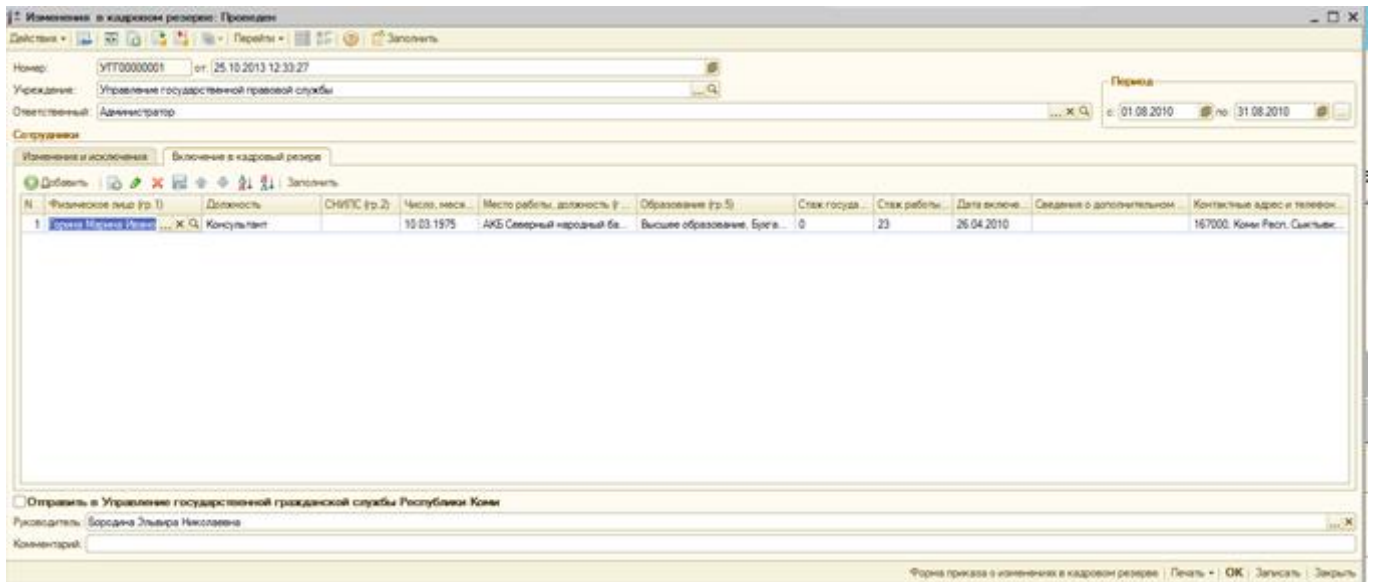 Изменения в кадровом резерве: Проведен
Действия Перейти Заполнить
Номер: УГГ00000001 от: 25.10.2013 12:33:27
Учреждение: Управление государственной правовой службы
Период
Ответственный: Администратор ... с: 01.08.2010 по: 31.08.2010 ...
Сотрудники
Изменения и исключения Включение в кадровый резерв
Добавить Заполнить
N Физическое лицо (гр.1) Должность СНИПС (гр.2) Число, меся... Место работы, должность (г... Образование (гр.5) Стаж госуда... Стаж работы... Дата включе... Сведения о дополнительном ... Контактные адрес и телефон...
1 Марина Ивано ... Консультант 10.03.1975 АКБ Северный народный ба... Высшее образование, Бухга... 0 23 26.04.2010 167000, Коми Респ, Сыктывк...
Отправить в Управление государственной гражданской службы Республики Коми
Руководитель: Бородина Эльвира Николаевна ...
Комментарий:
Форма приказа о изменениях в кадровом резерве Печать OK Записать Закрыть